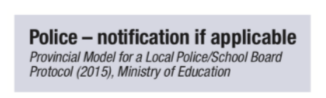 Police – notification if applicable
Provincial Model for a Local Police/School Board
Protocol (2015), Ministry of Education